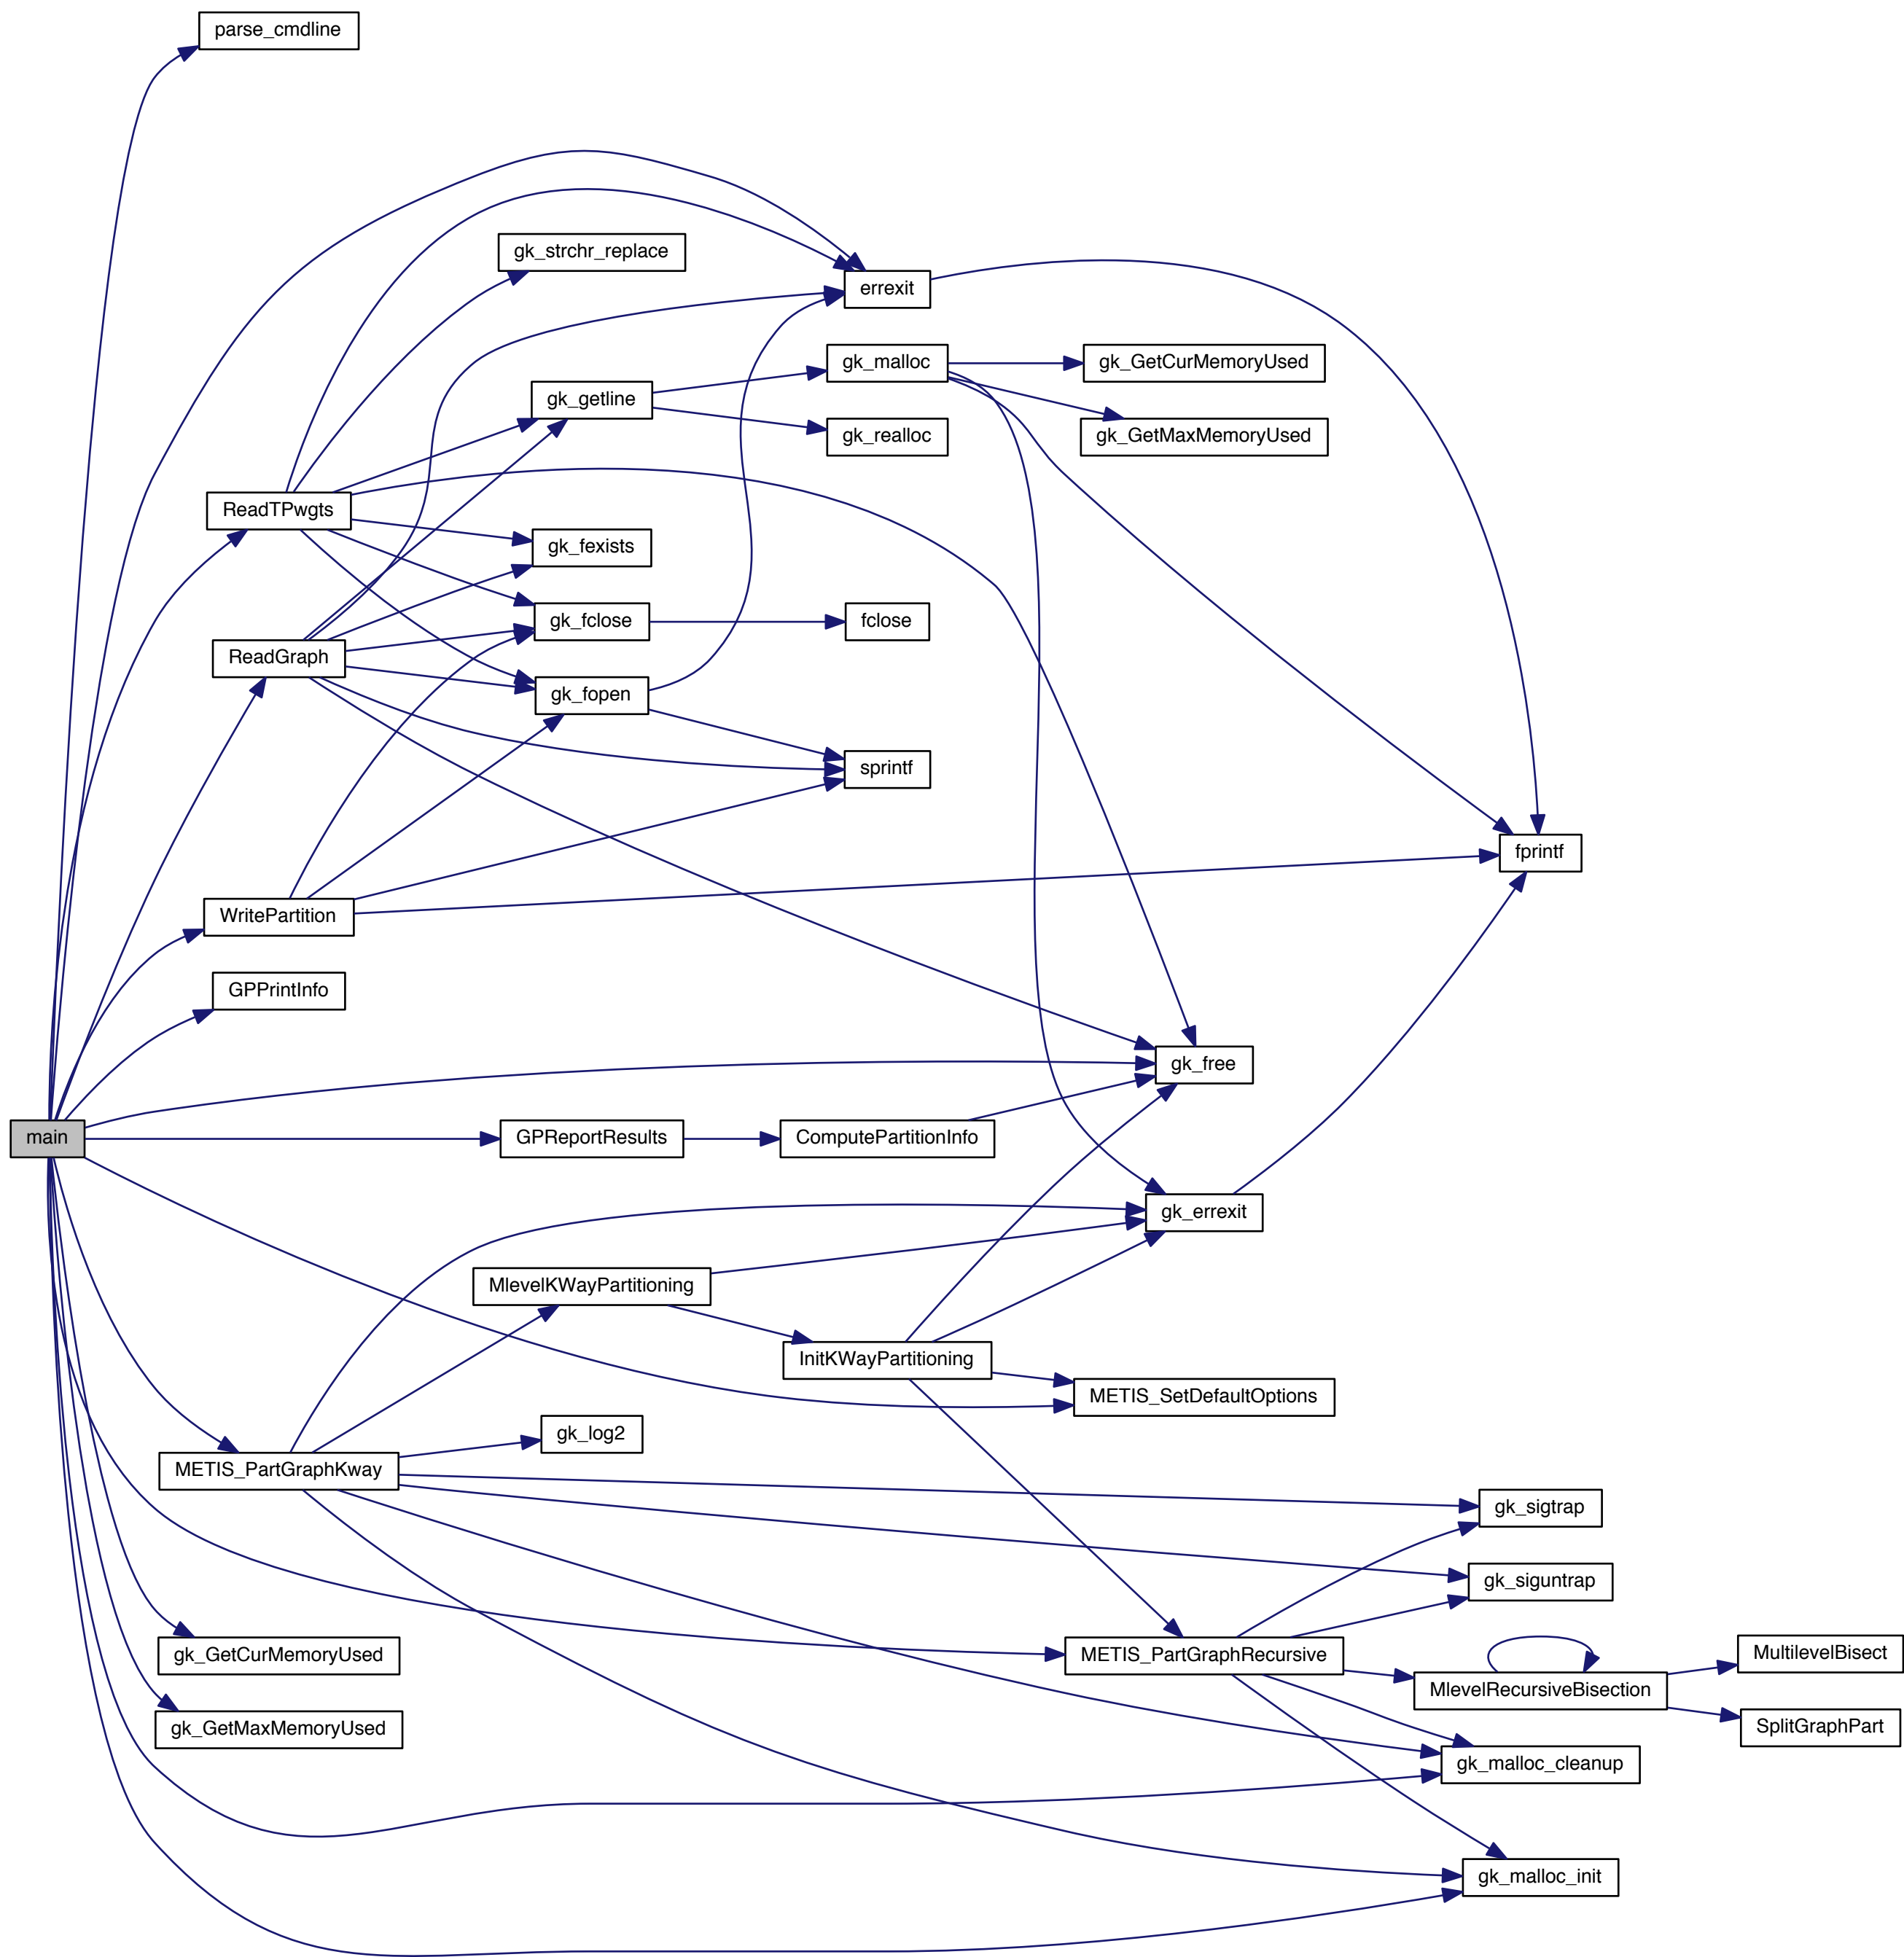 parse_cmdline
gk_strchr_replace
errexit
gk_malloc
gk_GetCurMemoryUsed
gk_getline
gk_realloc
gk_GetMaxMemoryUsed
ReadTPwgts
gk_fexists
gk_fclose
fclose
ReadGraph
gk_fopen
sprintf
fprintf
WritePartition
GPPrintInfo
gk_free
main
GPReportResults
ComputePartitionInfo
gk_errexit
MlevelKWayPartitioning
InitKWayPartitioning
METIS_SetDefaultOptions
gk_log2
METIS_PartGraphKway
gk_sigtrap
gk_siguntrap
gk_GetCurMemoryUsed
METIS_PartGraphRecursive
MultilevelBisect
MlevelRecursiveBisection
gk_GetMaxMemoryUsed
SplitGraphPart
gk_malloc_cleanup
gk_malloc_init